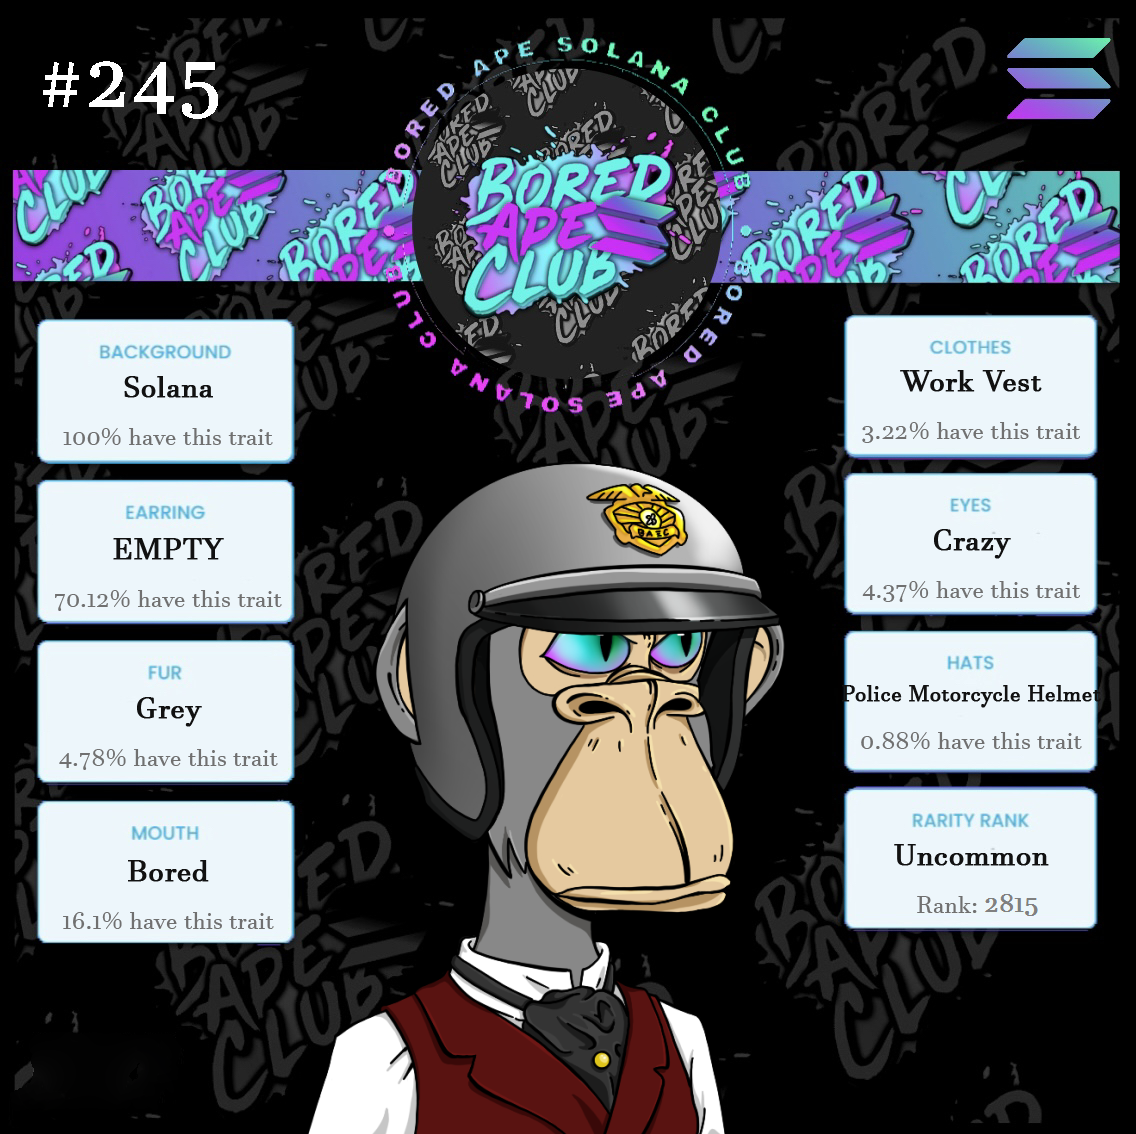 #245
BORED APE SOLANA CLUB
BORED
APE
CLUB
BORED APE SOLANA CLUB
BACKGROUND
Solana
100% have this trait
EARRING
EMPTY
70.12% have this trait
FUR
Grey
4.78% have this trait
MOUTH
Bored
16.1% have this trait
CLOTHES
Work Vest
3.22% have this trait
EYES
Crazy
4.37% have this trait
HATS
Police Motorcycle Helmet
0.88% have this trait
RARITY RANK
Uncommon
Rank: 2815